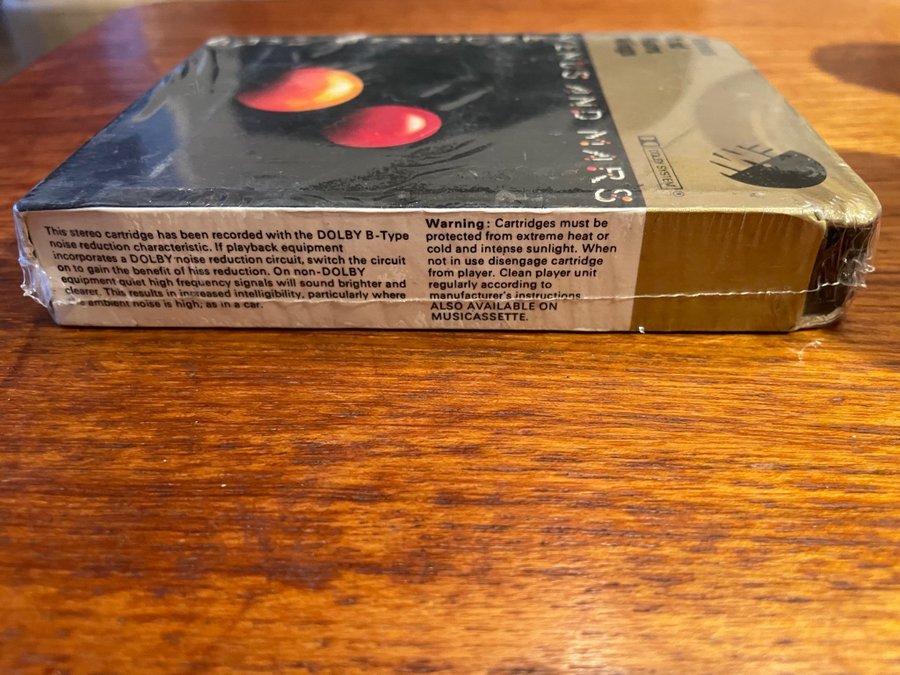 VENUS AND MARS
This stereo cartridge has been recorded with the DOLBY B-Type
noise reduction characteristic. If playback equipment
incorporates a DOLBY noise reduction circuit, switch the circuit
on to gain the benefit of hiss reduction. On non-DOLBY
equipment quiet high frequency signals will sound brighter and
clearer. This results in increased intelligibility, particularly where
ambient noise is high, as in a car.
Warning: Cartridges must be
protected from extreme heat or
cold and intense sunlight. When
not in use disengage cartridge
from player. Clean player unit
regularly according to
manufacturer's instructions.
ALSO AVAILABLE ON
MUSICASSETTE.